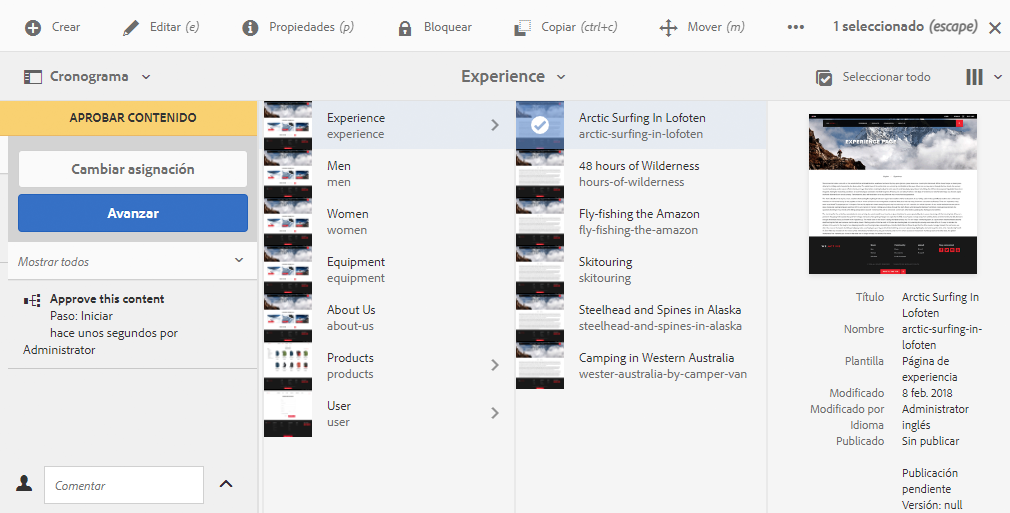 Crear
Editar (e)
Propiedades (p)
Bloquear
Copiar (ctrl+c)
Mover (m)
1 seleccionado (escape)
Cronograma
Experience
Seleccionar todo
APROBAR CONTENIDO
Cambiar asignación
Avanzar
Mostrar todos
Approve this content
Paso: Iniciar
hace unos segundos por
Administrator
Comentar
Experience
experience
Men
men
Women
women
Equipment
equipment
About Us
about-us
Products
products
User
user
Arctic Surfing In Lofoten
arctic-surfing-in-lofoten
48 hours of Wilderness
hours-of-wilderness
Fly-fishing the Amazon
fly-fishing-the-amazon
Skitouring
skitouring
Steelhead and Spines in Alaska
steelhead-and-spines-in-alaska
Camping in Western Australia
wester-australia-by-camper-van
EXPERIENCE PAGE
Título Arctic Surfing In
Lofoten
Nombre arctic-surfing-in-
lofoten
Plantilla Página de
experiencia
Modificado 8 feb. 2018
Modificado por Administrator
Idioma inglés
Publicado Sin publicar
Publicación
pendiente
Versión: null